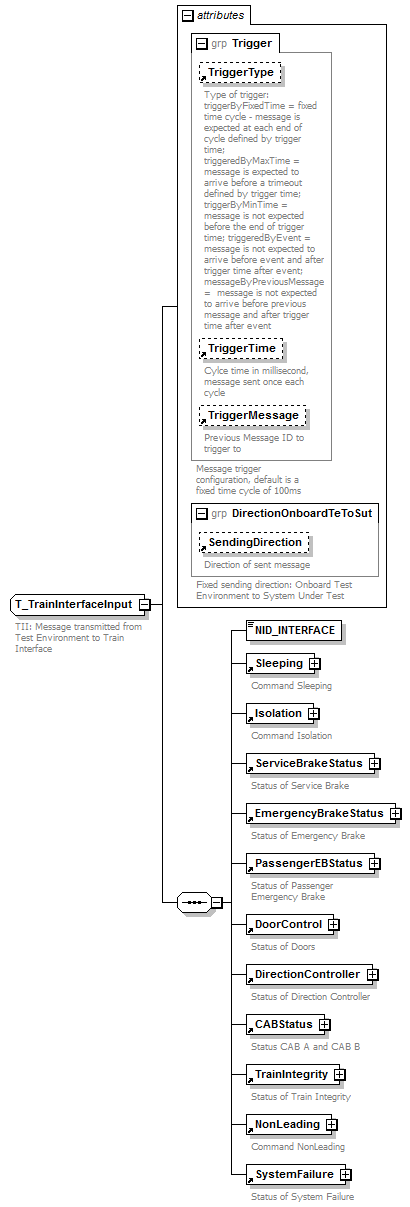 attributes
grp Trigger
TriggerType
Type of trigger:
triggerByFixedTime = fixed
time cycle - message is
expected at each end of
cycle defined by trigger
time;
triggeredByMaxTime =
message is expected to
arrive before a trimeout
defined by trigger time;
triggerByMinTime =
message is not expected
before the end of trigger
time; triggeredByEvent =
message is not expected to
arrive before event and after
trigger time after event;
messageByPreviousMessage
= message is not expected
to arrive before previous
message and after trigger
time after event
TriggerTime
Cylce time in millisecond,
message sent once each
cycle
TriggerMessage
Previous Message ID to
trigger to
Message trigger
configuration, default is a
fixed time cycle of 100ms
grp DirectionOnboardTeToSut
SendingDirection
Direction of sent message
Fixed sending direction: Onboard Test
Environment to System Under Test
T_TrainInterfaceInput
TII: Message transmitted from
Test Environment to Train
Interface
NID_INTERFACE
Sleeping
Command Sleeping
Isolation
Command Isolation
ServiceBrakeStatus
Status of Service Brake
EmergencyBrakeStatus
Status of Emergency Brake
PassengerEBStatus
Status of Passenger
Emergency Brake
DoorControl
Status of Doors
DirectionController
Status of Direction Controller
CABStatus
Status CAB A and CAB B
TrainIntegrity
Status of Train Integrity
NonLeading
Command NonLeading
SystemFailure
Status of System Failure